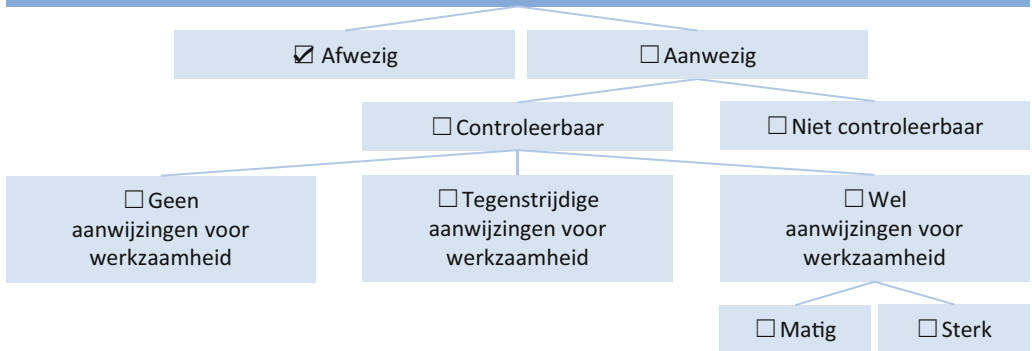 ☑ Afwezig
☐ Aanwezig
☐ Controleerbaar
☐ Niet controleerbaar
☐ Geen
aanwijzingen voor
werkzaamheid
☐ Tegenstrijdige
aanwijzingen voor
werkzaamheid
☐ Wel
aanwijzingen voor
werkzaamheid
☐ Matig
☐ Sterk